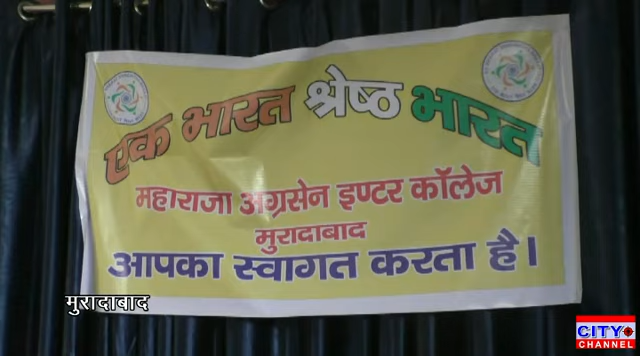 एक भारत श्रेष्ठ भारत
महाराजा अग्रसेन इण्टर कॉलेज
मुरादाबाद
आपका स्वागत करता है।
मुरादाबाद
CITY
CHANNEL